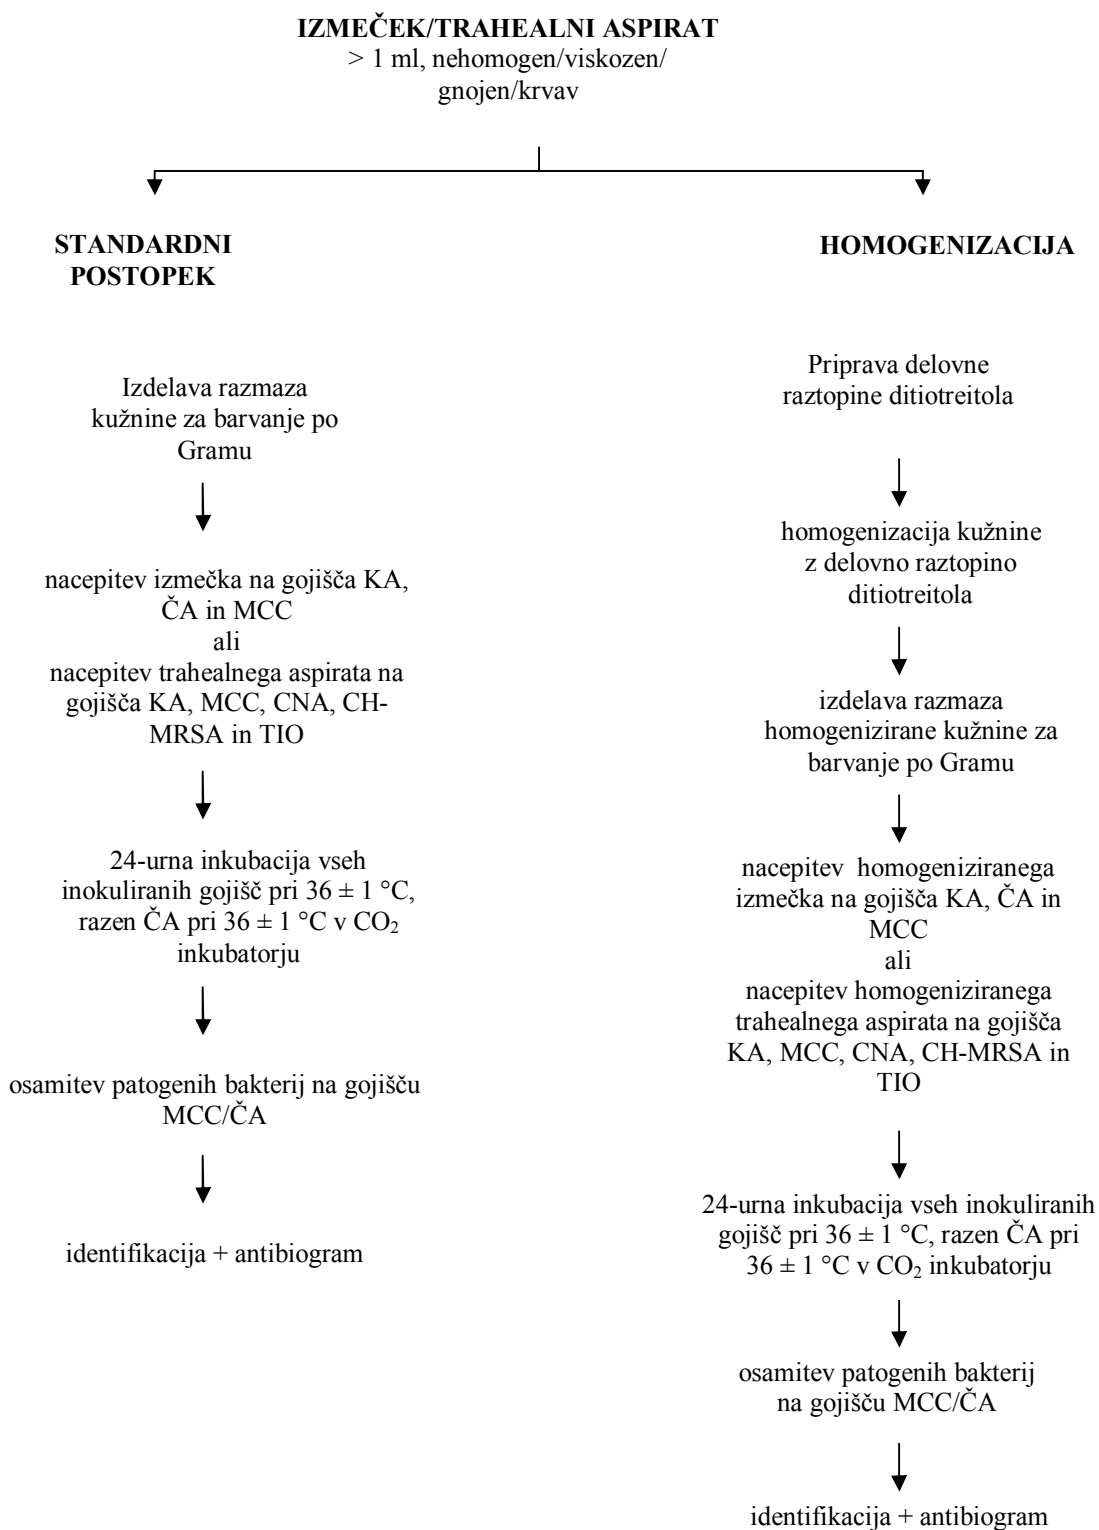 IZMEČEK/TRAHEALNI ASPIRAT
> 1 ml, nehomogen/viskozen/
gnojen/krvav
STANDARDNI
POSTOPEK
Izdelava razmaza
kužnine za barvanje po
Gramu
nacepitev izmečka na gojišča KA,
ČA in MCC
ali
nacepitev trahealnega aspirata na
gojišča KA, MCC, CNA, CH-
MRSA in TIO
24-urna inkubacija vseh
inokuliranih gojišč pri 36 ± 1 °C,
razen ČA pri 36 ± 1 °C v CO₂
inkubatorju
osamitev patogenih bakterij na gojišču
MCC/ČA
identifikacija + antibiogram
HOMOGENIZACIJA
Priprava delovne
raztopine ditiotreitola
homogenizacija kužnine
z delovno raztopino
ditiotreitola
izdelava razmaza
homogenizirane kužnine za
barvanje po Gramu
nacepitev homogeniziranega
izmečka na gojišča KA, ČA in
MCC
ali
nacepitev homogeniziranega
trahealnega aspirata na gojišča
KA, MCC, CNA, CH-MRSA in
TIO
24-urna inkubacija vseh inokuliranih
gojišč pri 36 ± 1 °C, razen ČA pri
36 ± 1 °C v CO₂ inkubatorju
osamitev patogenih bakterij
na gojišču MCC/ČA
identifikacija + antibiogram